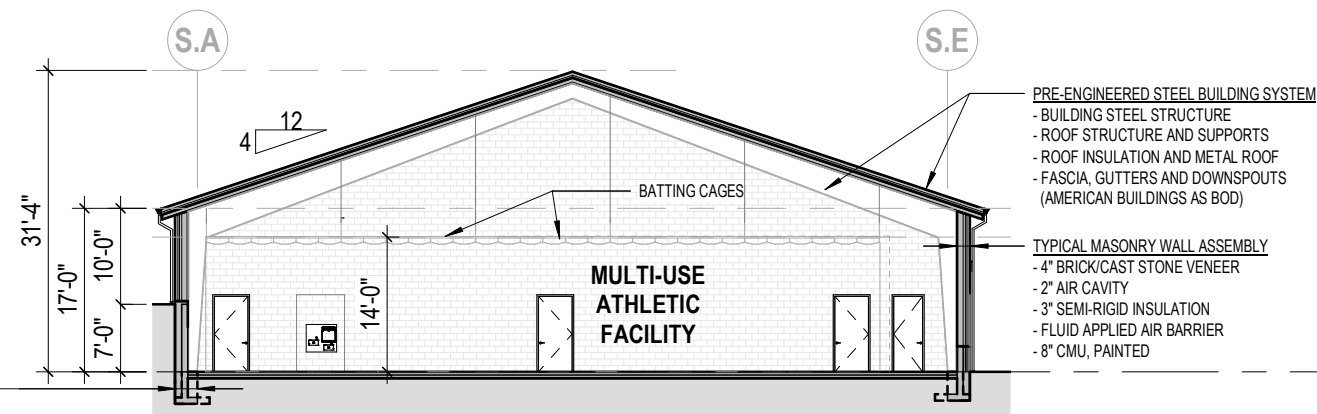 S.A
S.E
12
4
31'-4"
17'-0"
10'-0"
7'-0"
14'-0"
BATTING CAGES
MULTI-USE
ATHLETIC
FACILITY
PRE-ENGINEERED STEEL BUILDING SYSTEM
- BUILDING STEEL STRUCTURE
- ROOF STRUCTURE AND SUPPORTS
- ROOF INSULATION AND METAL ROOF
- FASCIA, GUTTERS AND DOWNSPOUTS
(AMERICAN BUILDINGS AS BOD)
TYPICAL MASONRY WALL ASSEMBLY
- 4" BRICK/CAST STONE VENEER
- 2" AIR CAVITY
- 3" SEMI-RIGID INSULATION
- FLUID APPLIED AIR BARRIER
- 8" CMU, PAINTED